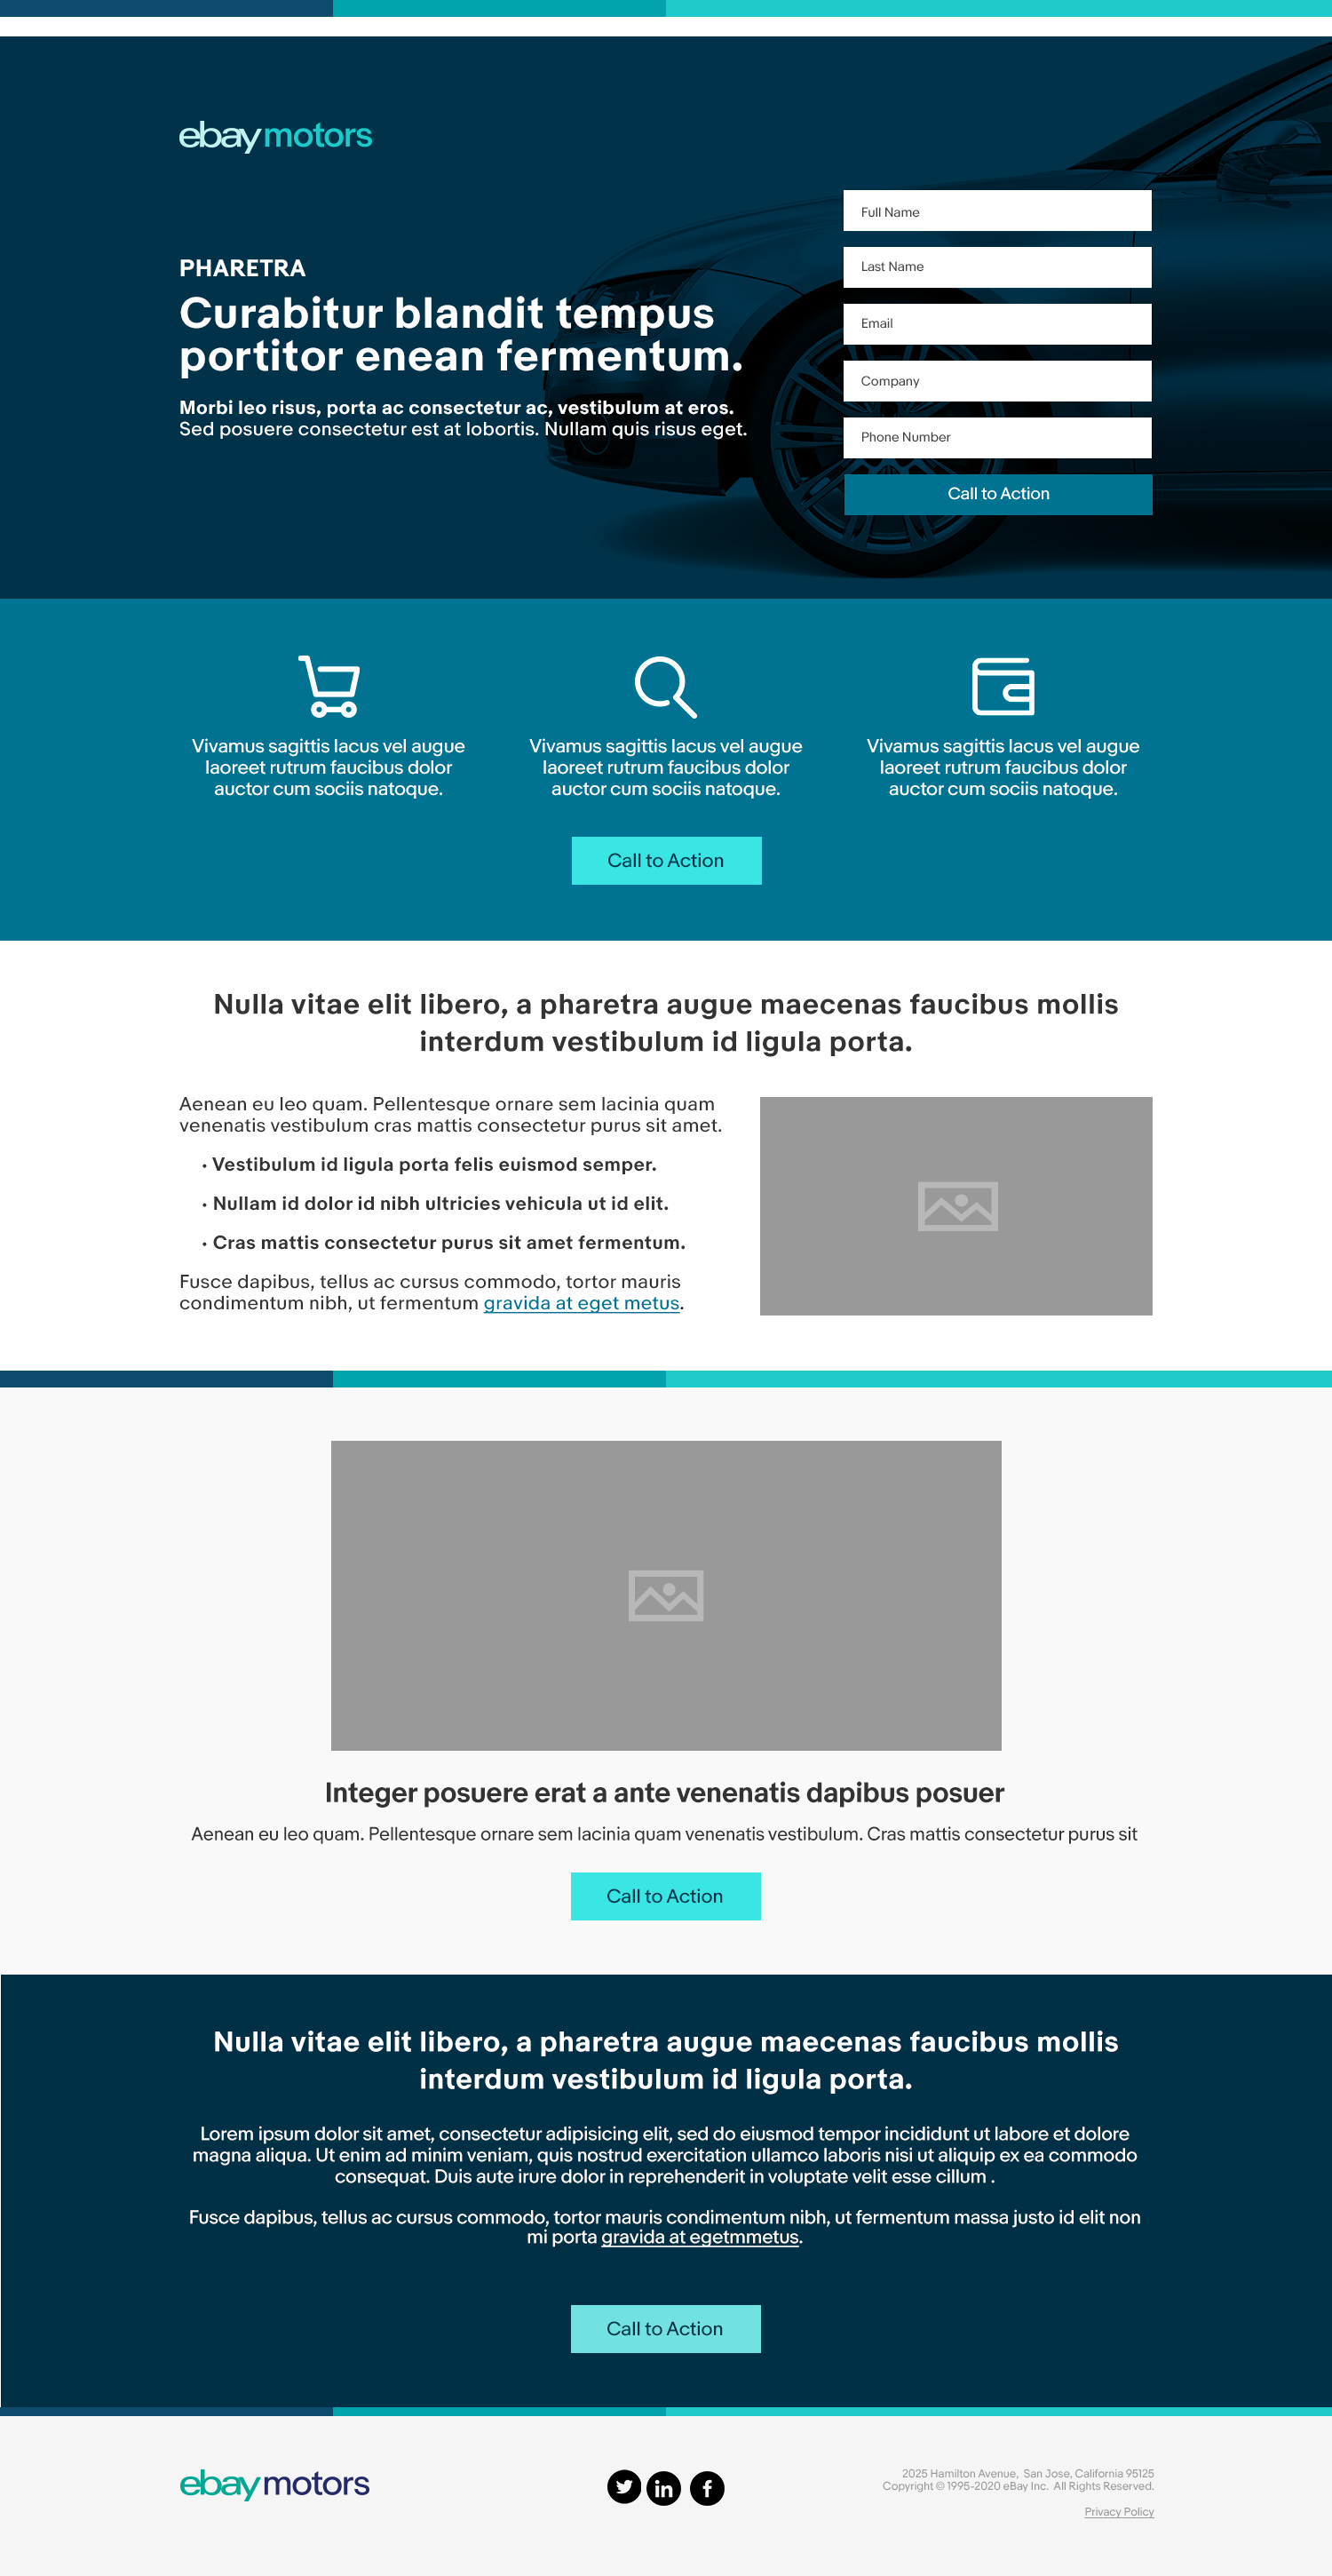 ebay motors
PHARETRA
Curabitur blandit tempus
portitor enean fermentum.
Morbi leo risus, porta ac consectetur ac, vestibulum at eros.
Sed posuere consectetur est at lobortis. Nullam quis risus eget.
Full Name
Last Name
Email
Company
Phone Number
Call to Action
Vivamus sagittis lacus vel augue
laoreet rutrum faucibus dolor
auctor cum sociis natoque.
Vivamus sagittis lacus vel augue
laoreet rutrum faucibus dolor
auctor cum sociis natoque.
Vivamus sagittis lacus vel augue
laoreet rutrum faucibus dolor
auctor cum sociis natoque.
Call to Action
Nulla vitae elit libero, a pharetra augue maecenas faucibus mollis
interdum vestibulum id ligula porta.
Aenean eu leo quam. Pellentesque ornare sem lacinia quam
venenatis vestibulum cras mattis consectetur purus sit amet.
• Vestibulum id ligula porta felis euismod semper.
• Nullam id dolor id nibh ultricies vehicula ut id elit.
• Cras mattis consectetur purus sit amet fermentum.
Fusce dapibus, tellus ac cursus commodo, tortor mauris
condimentum nibh, ut fermentum gravida at eget metus.
Integer posuere erat a ante venenatis dapibus posuer
Aenean eu leo quam. Pellentesque ornare sem lacinia quam venenatis vestibulum. Cras mattis consectetur purus sit
Call to Action
Nulla vitae elit libero, a pharetra augue maecenas faucibus mollis
interdum vestibulum id ligula porta.
Lorem ipsum dolor sit amet, consectetur adipisicing elit, sed do eiusmod tempor incididunt ut labore et dolore
magna aliqua. Ut enim ad minim veniam, quis nostrud exercitation ullamco laboris nisi ut aliquip ex ea commodo
consequat. Duis aute irure dolor in reprehenderit in voluptate velit esse cillum .
Fusce dapibus, tellus ac cursus commodo, tortor mauris condimentum nibh, ut fermentum massa justo id elit non
mi porta gravida at egetmmetus.
Call to Action
ebay motors
in
f
2025 Hamilton Avenue, San Jose, California 95125
Copyright © 1995-2020 eBay Inc. All Rights Reserved.
Privacy Policy